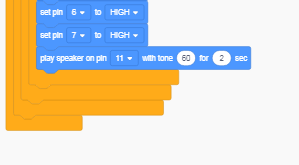 set pin 6 to HIGH
set pin 7 to HIGH
play speaker on pin 11 with tone 60 for 2 sec